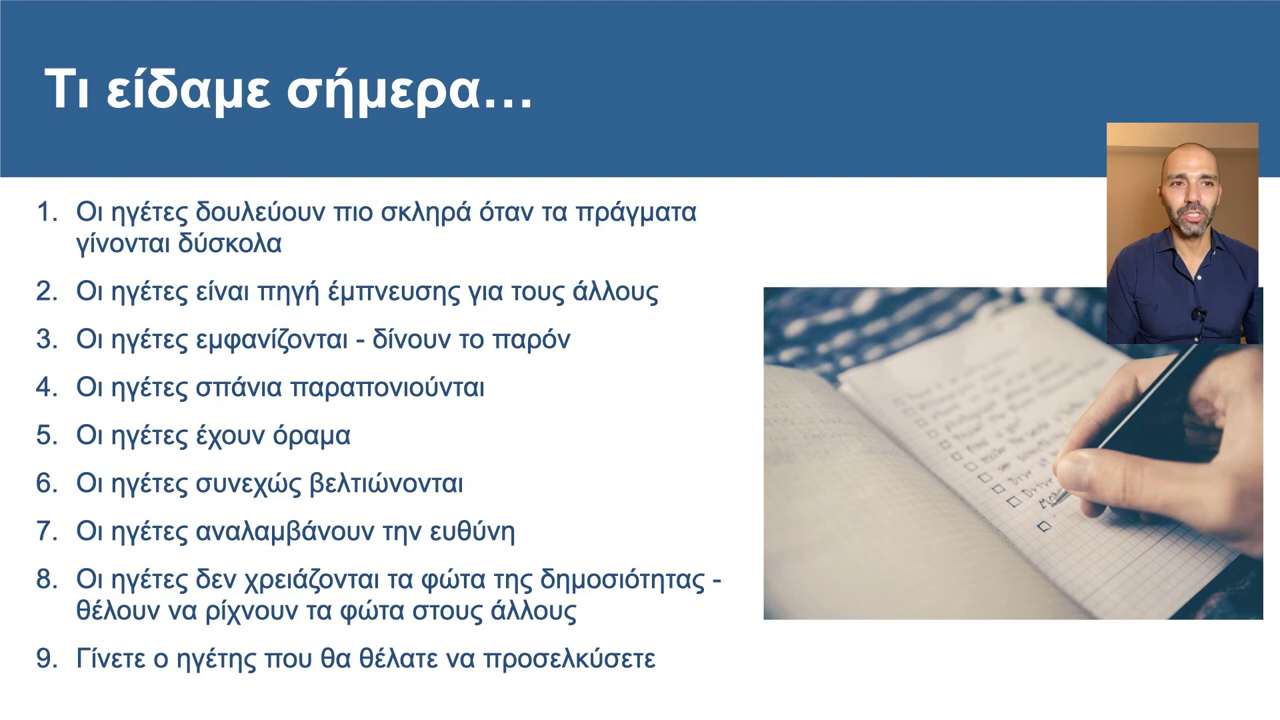 Τι είδαμε σήμερα...
1. Οι ηγέτες δουλεύουν πιο σκληρά όταν τα πράγματα
γίνονται δύσκολα
2. Οι ηγέτες είναι πηγή έμπνευσης για τους άλλους
3. Οι ηγέτες εμφανίζονται - δίνουν το παρόν
4. Οι ηγέτες σπάνια παραπονιούνται
5. Οι ηγέτες έχουν όραμα
6. Οι ηγέτες συνεχώς βελτιώνονται
7. Οι ηγέτες αναλαμβάνουν την ευθύνη
8. Οι ηγέτες δεν χρειάζονται τα φώτα της δημοσιότητας -
θέλουν να ρίχνουν τα φώτα στους άλλους
9. Γίνετε ο ηγέτης που θα θέλατε να προσελκύσετε